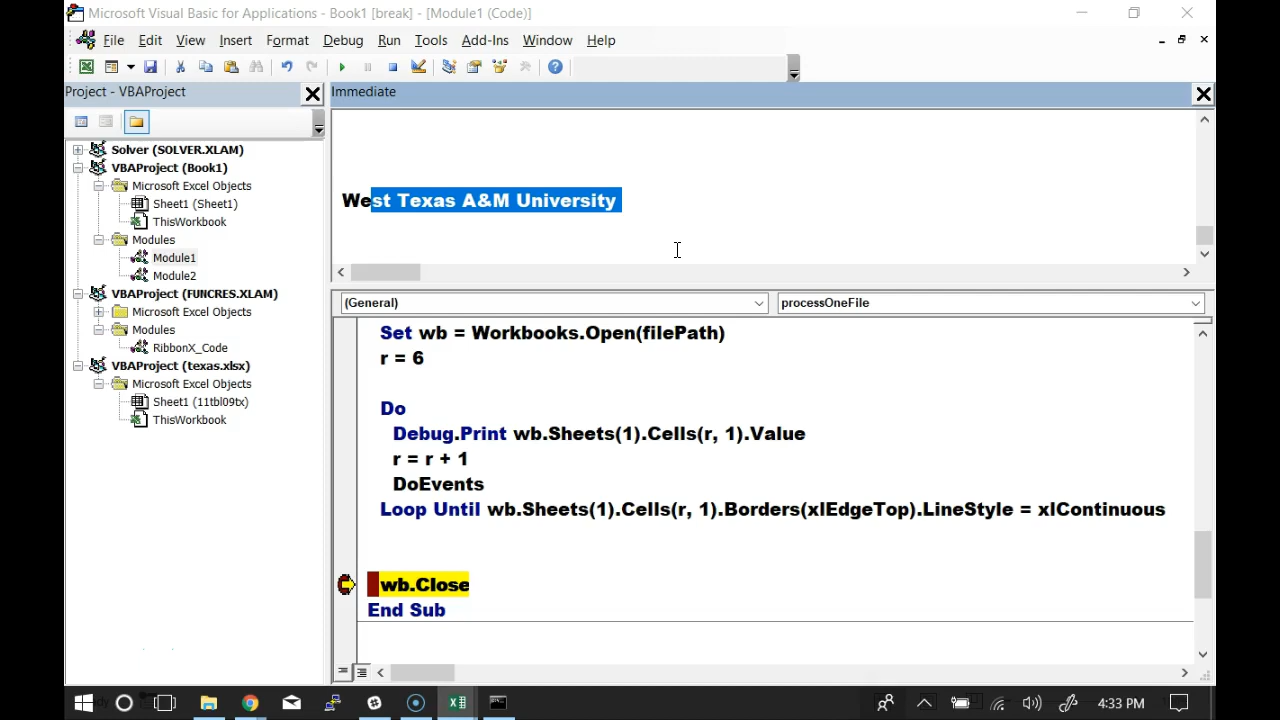 Microsoft Visual Basic for Applications - Book1 [break] - [Module1 (Code)]
File Edit View Insert Format Debug Run Tools Add-Ins Window Help
Project - VBAProject
Immediate
Solver (SOLVER.XLAM)
VBAProject (Book1)
Microsoft Excel Objects
Sheet1 (Sheet1)
ThisWorkbook
Modules
Module1
Module2
VBAProject (FUNCRES.XLAM)
Microsoft Excel Objects
Modules
RibbonX_Code
VBAProject (texas.xlsx)
Microsoft Excel Objects
Sheet1 (11tbl09tx)
ThisWorkbook
West Texas A&M University
(General) processOneFile
Set wb = Workbooks.Open(filePath)
r = 6
Do
Debug.Print wb.Sheets(1).Cells(r, 1).Value
r = r + 1
DoEvents
Loop Until wb.Sheets(1).Cells(r, 1).Borders(xlEdgeTop).LineStyle = xlContinuous
wb.Close
End Sub
4:33 PM